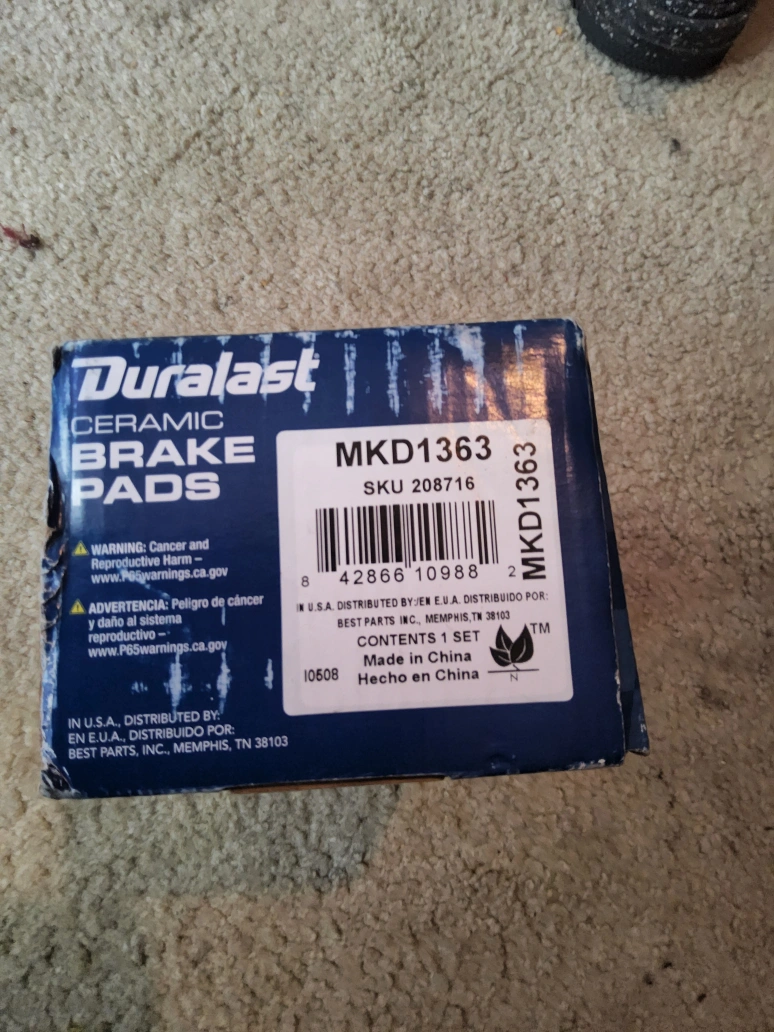 Duralast
CERAMIC
BRAKE
PADS
WARNING: Cancer and
Reproductive Harm –
www.P65warnings.ca.gov
ADVERTENCIA: Peligro de cáncer
y daño al sistema
reproductivo –
www.P65warnings.ca.gov
IN U.S.A., DISTRIBUTED BY:
EN E.U.A., DISTRIBUIDO POR:
BEST PARTS, INC., MEMPHIS, TN 38103
MKD1363
SKU 208716
8 42866 10988 2
MKD1363
IN U.S.A. DISTRIBUTED BY:/EN E.U.A. DISTRIBUIDO POR:
BEST PARTS INC., MEMPHIS,TN 38103
CONTENTS 1 SET
Made in China
I0508 Hecho en China
TM
N